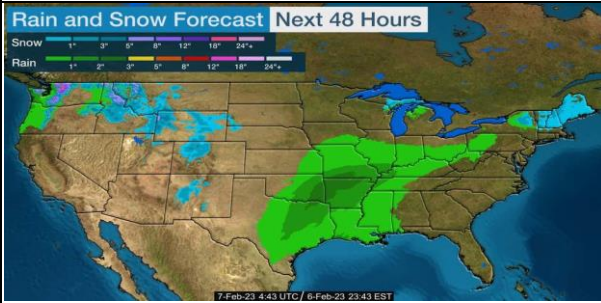 Rain and Snow Forecast Next 48 Hours
Snow 1" 3" 5" 8" 12" 18" 24"+
Rain 1" 2" 3" 5" 8" 12" 18" 24"+
7-Feb-23 4:43 UTC / 6-Feb-23 23:43 EST